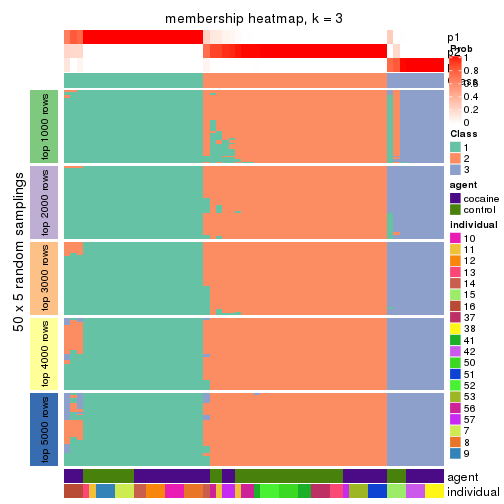 membership heatmap, k = 3
p1
p2
Prob
1
0.8
0.6
0.4
0.2
0
Class
1
2
3
agent
cocaine
control
individual
10
11
12
13
14
15
16
37
38
41
42
50
51
52
53
56
57
7
8
9
50 x 5 random samplings
top 1000 rows
top 2000 rows
top 3000 rows
top 4000 rows
top 5000 rows
agent
individual